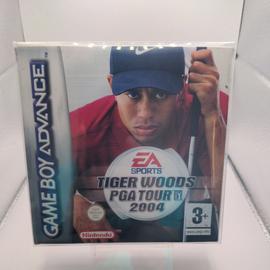 GAME BOY ADVANCE
EA
SPORTS
TIGER WOODS
PGA TOUR
2004
Nintendo
3+